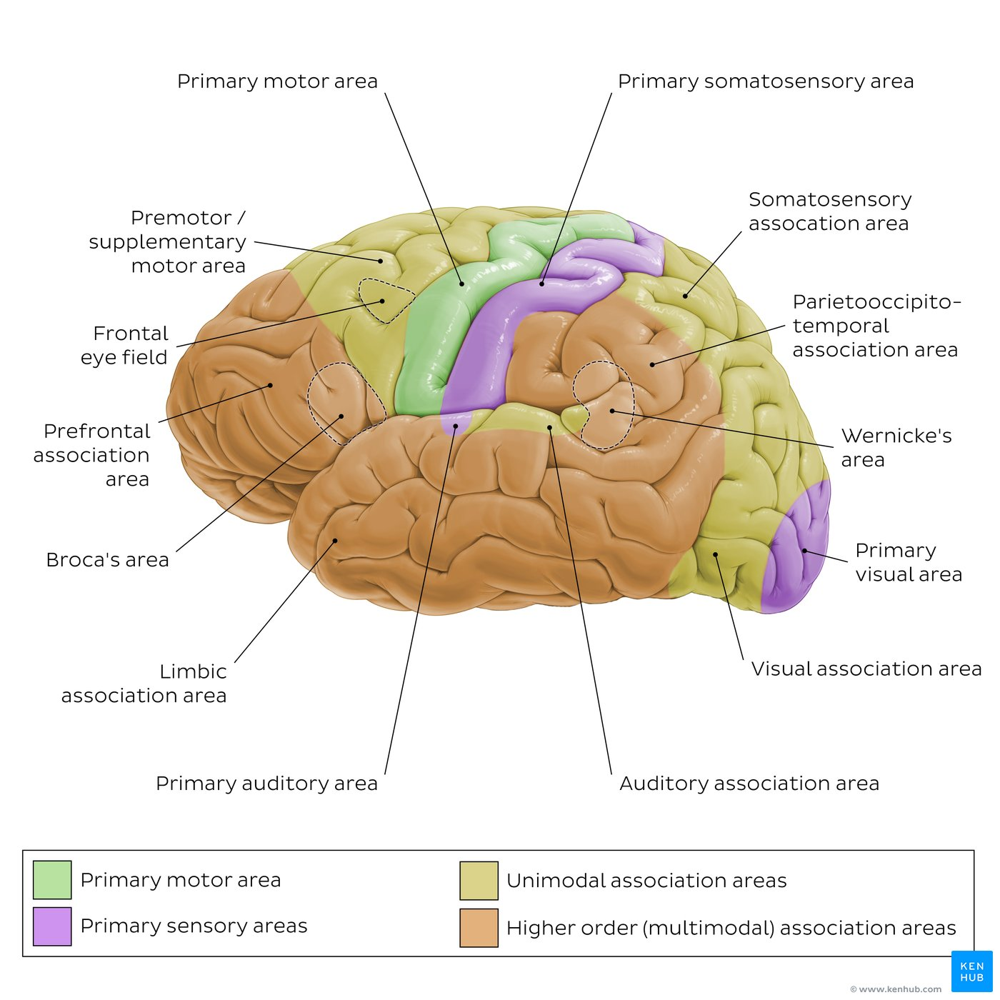 Primary motor area
Primary somatosensory area
Premotor /
supplementary
motor area
Somatosensory
assocation area
Frontal
eye field
Parietooccipito-
temporal
association area
Prefrontal
association
area
Wernicke's
area
Broca's area
Primary
visual area
Limbic
association area
Visual association area
Primary auditory area
Auditory association area
Primary motor area
Unimodal association areas
Primary sensory areas
Higher order (multimodal) association areas
KEN
HUB
© www.kenhub.com